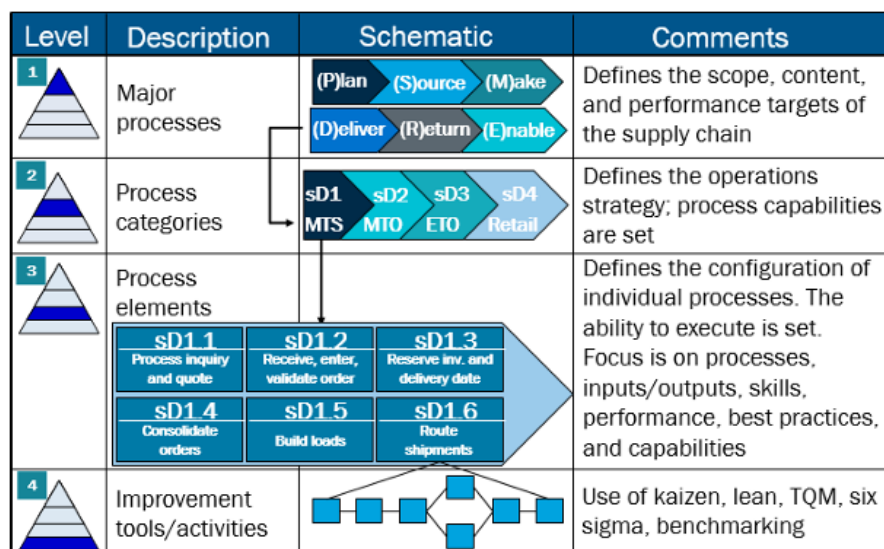 Level Description Schematic Comments
1
Major
processes
(P)lan (S)ource (M)ake
(D)eliver (R)eturn (E)nable
Defines the scope, content,
and performance targets of
the supply chain
2
Process
categories
sD1 sD2 sD3 sD4
MTS MTO ETO Retail
Defines the operations
strategy; process capabilities
are set
3
Process
elements
sD1.1 sD1.2 sD1.3
Process inquiry
and quote
Receive, enter,
validate order
Reserve inv. and
delivery date
sD1.4 sD1.5 sD1.6
Consolidate
orders
Build loads
Route
shipments
Defines the configuration of
individual processes. The
ability to execute is set.
Focus is on processes,
inputs/outputs, skills,
performance, best practices,
and capabilities
4
Improvement
tools/activities
Use of kaizen, lean, TQM, six
sigma, benchmarking